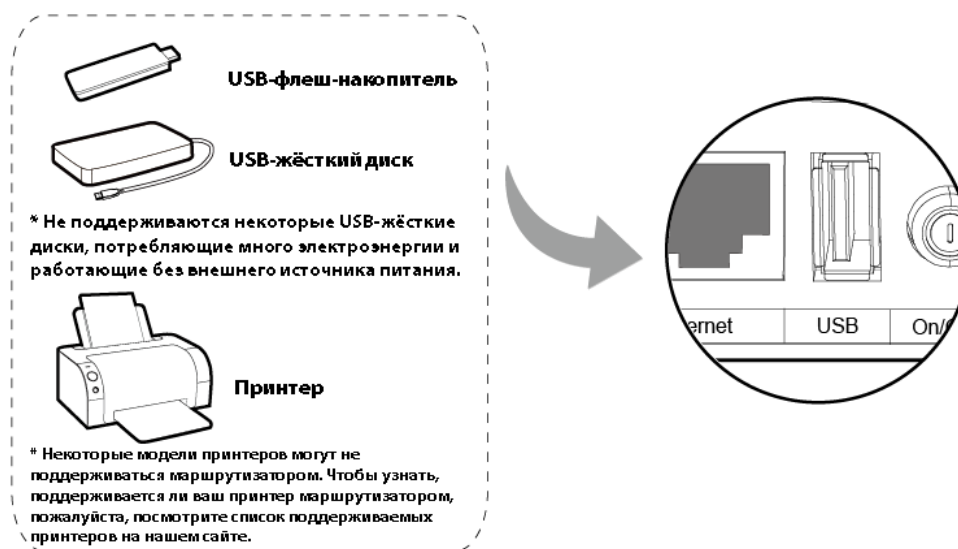 USB-флеш-накопитель
USB-жёсткий диск
* Не поддерживаются некоторые USB-жёсткие
диски, потребляющие много электроэнергии и
работающие без внешнего источника питания.
Принтер
* Некоторые модели принтеров могут не
поддерживаться маршрутизатором. Чтобы узнать,
поддерживается ли ваш принтер маршрутизатором,
пожалуйста, посмотрите список поддерживаемых
принтеров на нашем сайте.
ernet
USB
On/